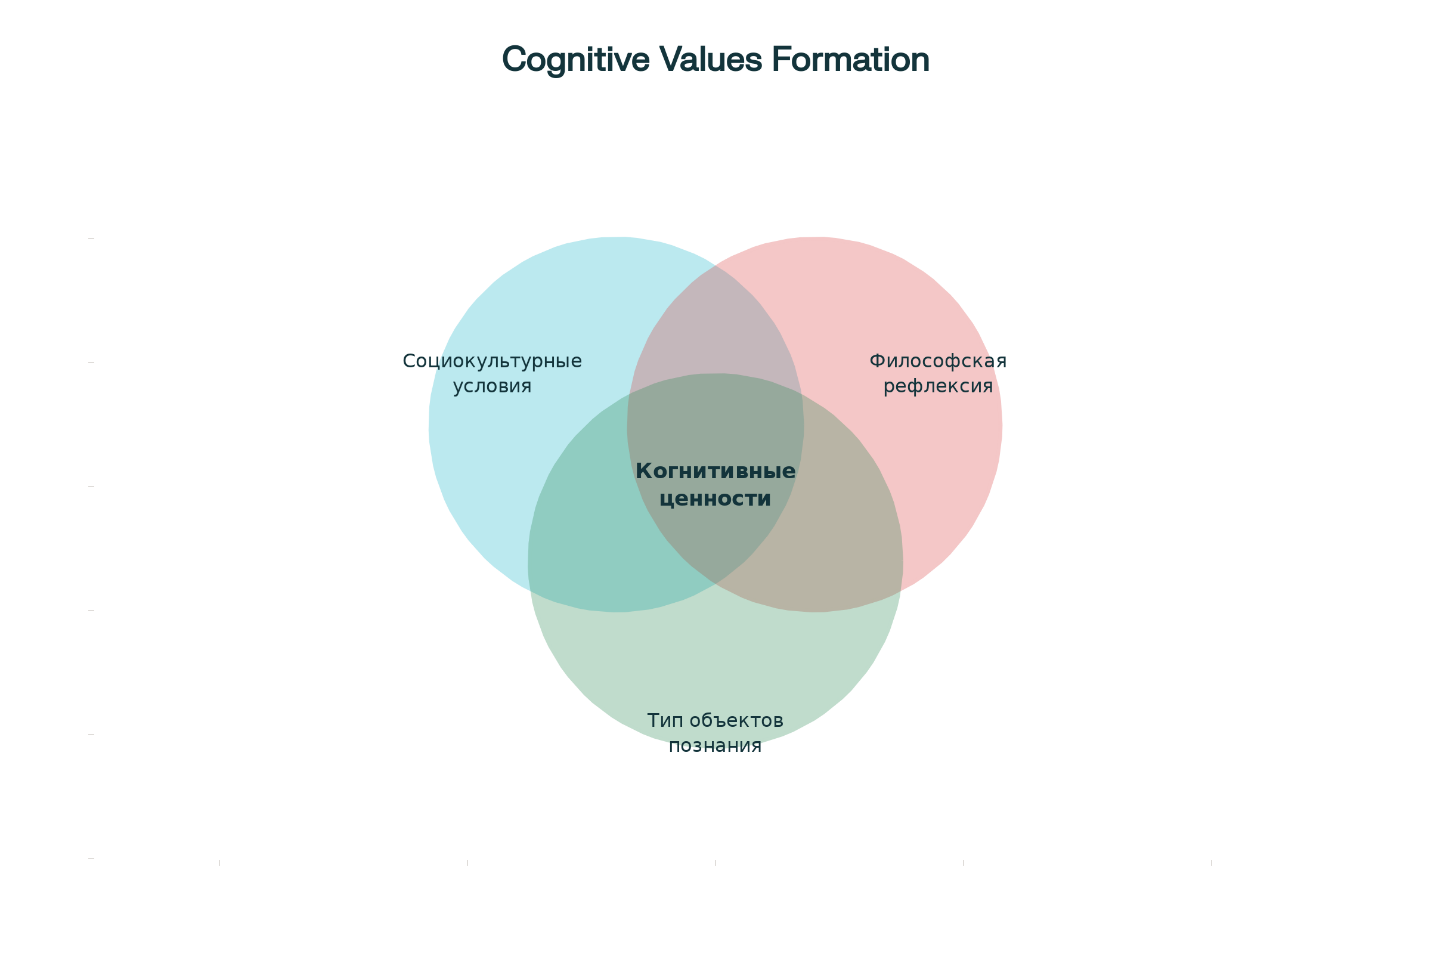 Cognitive Values Formation
Социокультурные
условия
Философская
рефлексия
Когнитивные
ценности
Тип объектов
познания